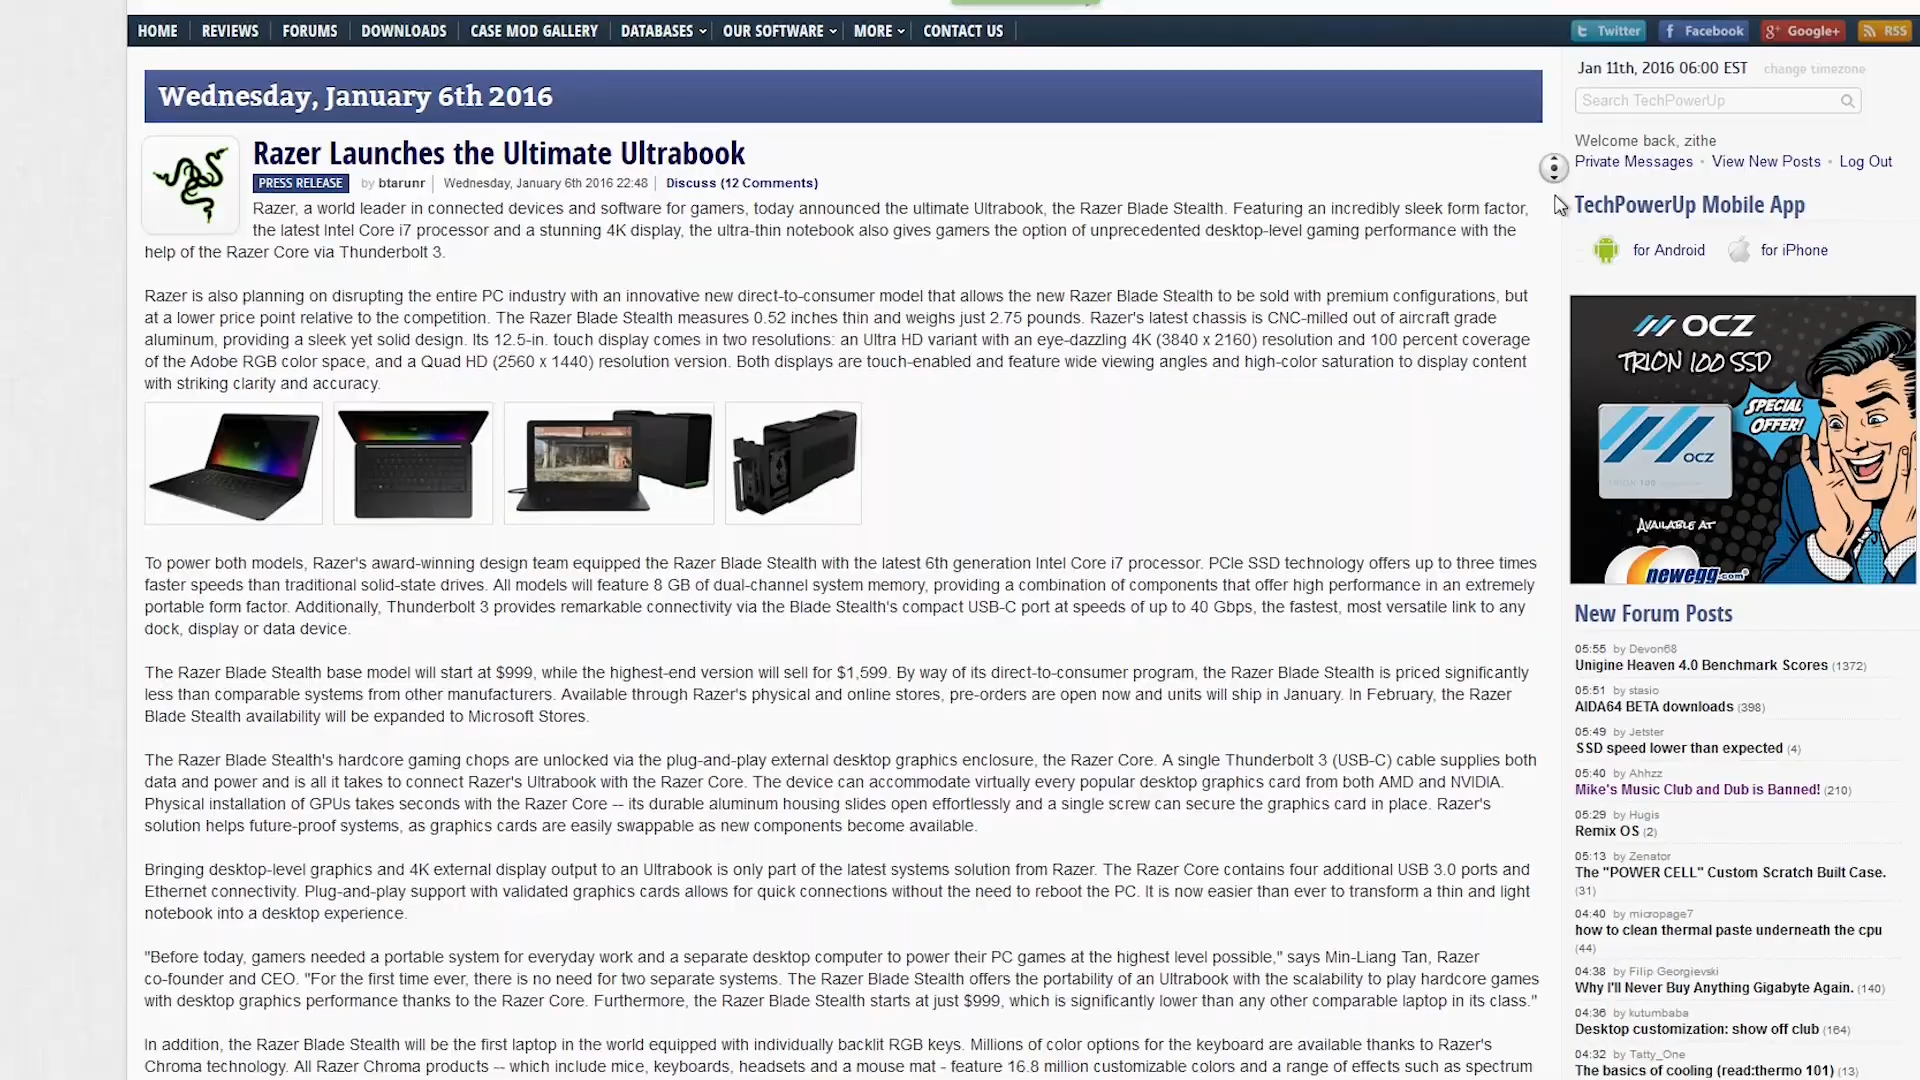 HOME REVIEWS FORUMS DOWNLOADS CASE MOD GALLERY DATABASES OUR SOFTWARE MORE CONTACT US
Twitter Facebook Google+ RSS
Wednesday, January 6th 2016
Razer Launches the Ultimate Ultrabook
PRESS RELEASE by btarunr Wednesday, January 6th 2016 22:48 Discuss (12 Comments)
Razer, a world leader in connected devices and software for gamers, today announced the ultimate Ultrabook, the Razer Blade Stealth. Featuring an incredibly sleek form factor,
the latest Intel Core i7 processor and a stunning 4K display, the ultra-thin notebook also gives gamers the option of unprecedented desktop-level gaming performance with the
help of the Razer Core via Thunderbolt 3.
Razer is also planning on disrupting the entire PC industry with an innovative new direct-to-consumer model that allows the new Razer Blade Stealth to be sold with premium configurations, but
at a lower price point relative to the competition. The Razer Blade Stealth measures 0.52 inches thin and weighs just 2.75 pounds. Razer's latest chassis is CNC-milled out of aircraft grade
aluminum, providing a sleek yet solid design. Its 12.5-in. touch display comes in two resolutions: an Ultra HD variant with an eye-dazzling 4K (3840 x 2160) resolution and 100 percent coverage
of the Adobe RGB color space, and a Quad HD (2560 x 1440) resolution version. Both displays are touch-enabled and feature wide viewing angles and high-color saturation to display content
with striking clarity and accuracy.
To power both models, Razer's award-winning design team equipped the Razer Blade Stealth with the latest 6th generation Intel Core i7 processor. PCIe SSD technology offers up to three times
faster speeds than traditional solid-state drives. All models will feature 8 GB of dual-channel system memory, providing a combination of components that offer high performance in an extremely
portable form factor. Additionally, Thunderbolt 3 provides remarkable connectivity via the Blade Stealth's compact USB-C port at speeds of up to 40 Gbps, the fastest, most versatile link to any
dock, display or data device.
The Razer Blade Stealth base model will start at $999, while the highest-end version will sell for $1,599. By way of its direct-to-consumer program, the Razer Blade Stealth is priced significantly
less than comparable systems from other manufacturers. Available through Razer's physical and online stores, pre-orders are open now and units will ship in January. In February, the Razer
Blade Stealth availability will be expanded to Microsoft Stores.
The Razer Blade Stealth's hardcore gaming chops are unlocked via the plug-and-play external desktop graphics enclosure, the Razer Core. A single Thunderbolt 3 (USB-C) cable supplies both
data and power and is all it takes to connect Razer's Ultrabook with the Razer Core. The device can accommodate virtually every popular desktop graphics card from both AMD and NVIDIA.
Physical installation of GPUs takes seconds with the Razer Core -- its durable aluminum housing slides open effortlessly and a single screw can secure the graphics card in place. Razer's
solution helps future-proof systems, as graphics cards are easily swappable as new components become available.
Bringing desktop-level graphics and 4K external display output to an Ultrabook is only part of the latest systems solution from Razer. The Razer Core contains four additional USB 3.0 ports and
Ethernet connectivity. Plug-and-play support with validated graphics cards allows for quick connections without the need to reboot the PC. It is now easier than ever to transform a thin and light
notebook into a desktop experience.
"Before today, gamers needed a portable system for everyday work and a separate desktop computer to power their PC games at the highest level possible," says Min-Liang Tan, Razer
co-founder and CEO. "For the first time ever, there is no need for two separate systems. The Razer Blade Stealth offers the portability of an Ultrabook with the scalability to play hardcore games
with desktop graphics performance thanks to the Razer Core. Furthermore, the Razer Blade Stealth starts at just $999, which is significantly lower than any other comparable laptop in its class."
In addition, the Razer Blade Stealth will be the first laptop in the world equipped with individually backlit RGB keys. Millions of color options for the keyboard are available thanks to Razer's
Chroma technology. All Razer Chroma products -- which include mice, keyboards, headsets and a mouse mat - feature 16.8 million customizable colors and a range of effects such as spectrum
Jan 11th, 2016 06:00 EST change timezone
Search TechPowerUp
Welcome back, zithe
Private Messages • View New Posts • Log Out
TechPowerUp Mobile App
for Android for iPhone
OCZ
TRION 100 SSD
SPECIAL
OFFER!
OCZ
TRION 100
AVAILABLE AT
newegg.com
New Forum Posts
05:55 by Devon68
Unigine Heaven 4.0 Benchmark Scores (1372)
05:51 by stasio
AIDA64 BETA downloads (398)
05:49 by Jetster
SSD speed lower than expected (4)
05:40 by Ahhzz
Mike's Music Club and Dub is Banned! (210)
05:29 by Hugis
Remix OS (2)
05:13 by Zenator
The "POWER CELL" Custom Scratch Built Case.
(31)
04:40 by micropage7
how to clean thermal paste underneath the cpu
(44)
04:38 by Filip Georgievski
Why I'll Never Buy Anything Gigabyte Again. (140)
04:36 by kutumbaba
Desktop customization: show off club (164)
04:32 by Tatty_One
The basics of cooling (read:thermo 101) (13)